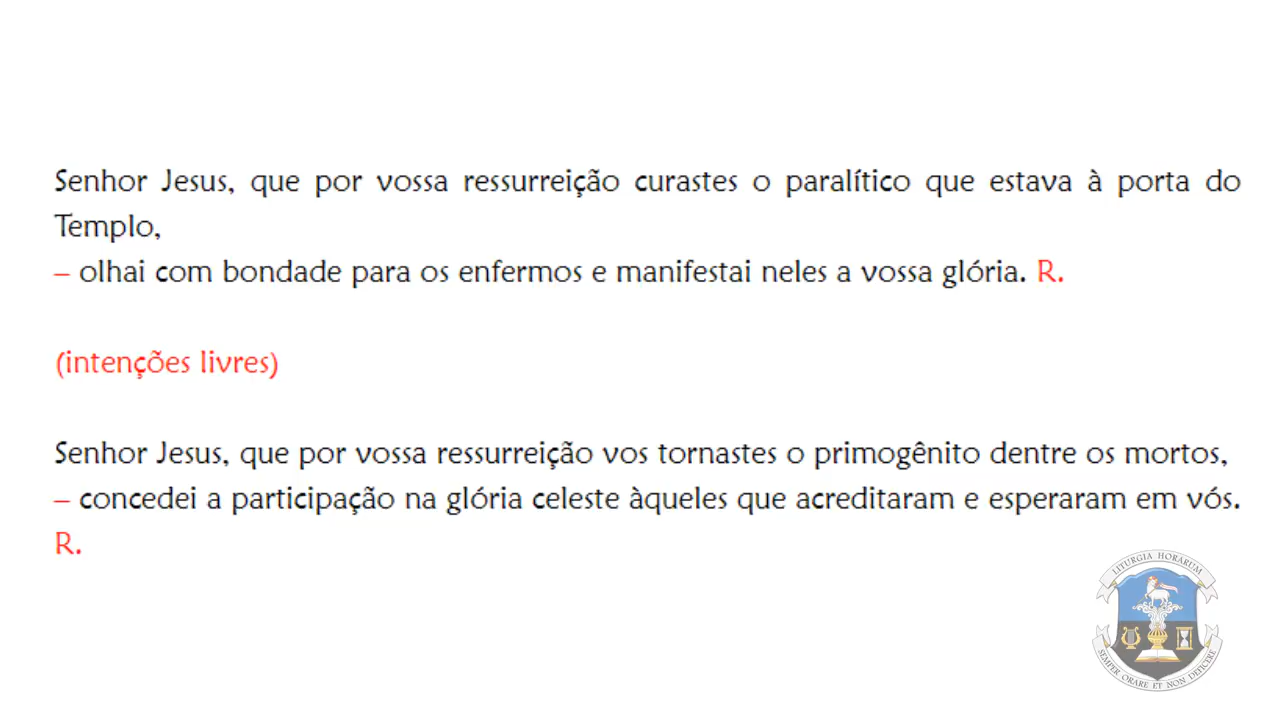 Senhor Jesus, que por vossa ressurreição curastes o paralítico que estava à porta do
Templo,
– olhai com bondade para os enfermos e manifestai neles a vossa glória. R.
(intenções livres)
Senhor Jesus, que por vossa ressurreição vos tornastes o primogênito dentre os mortos,
– concedei a participação na glória celeste àqueles que acreditaram e esperaram em vós.
R.
LITURGIA HORARUM
SEMPER ORARE ET NON DEFICERE